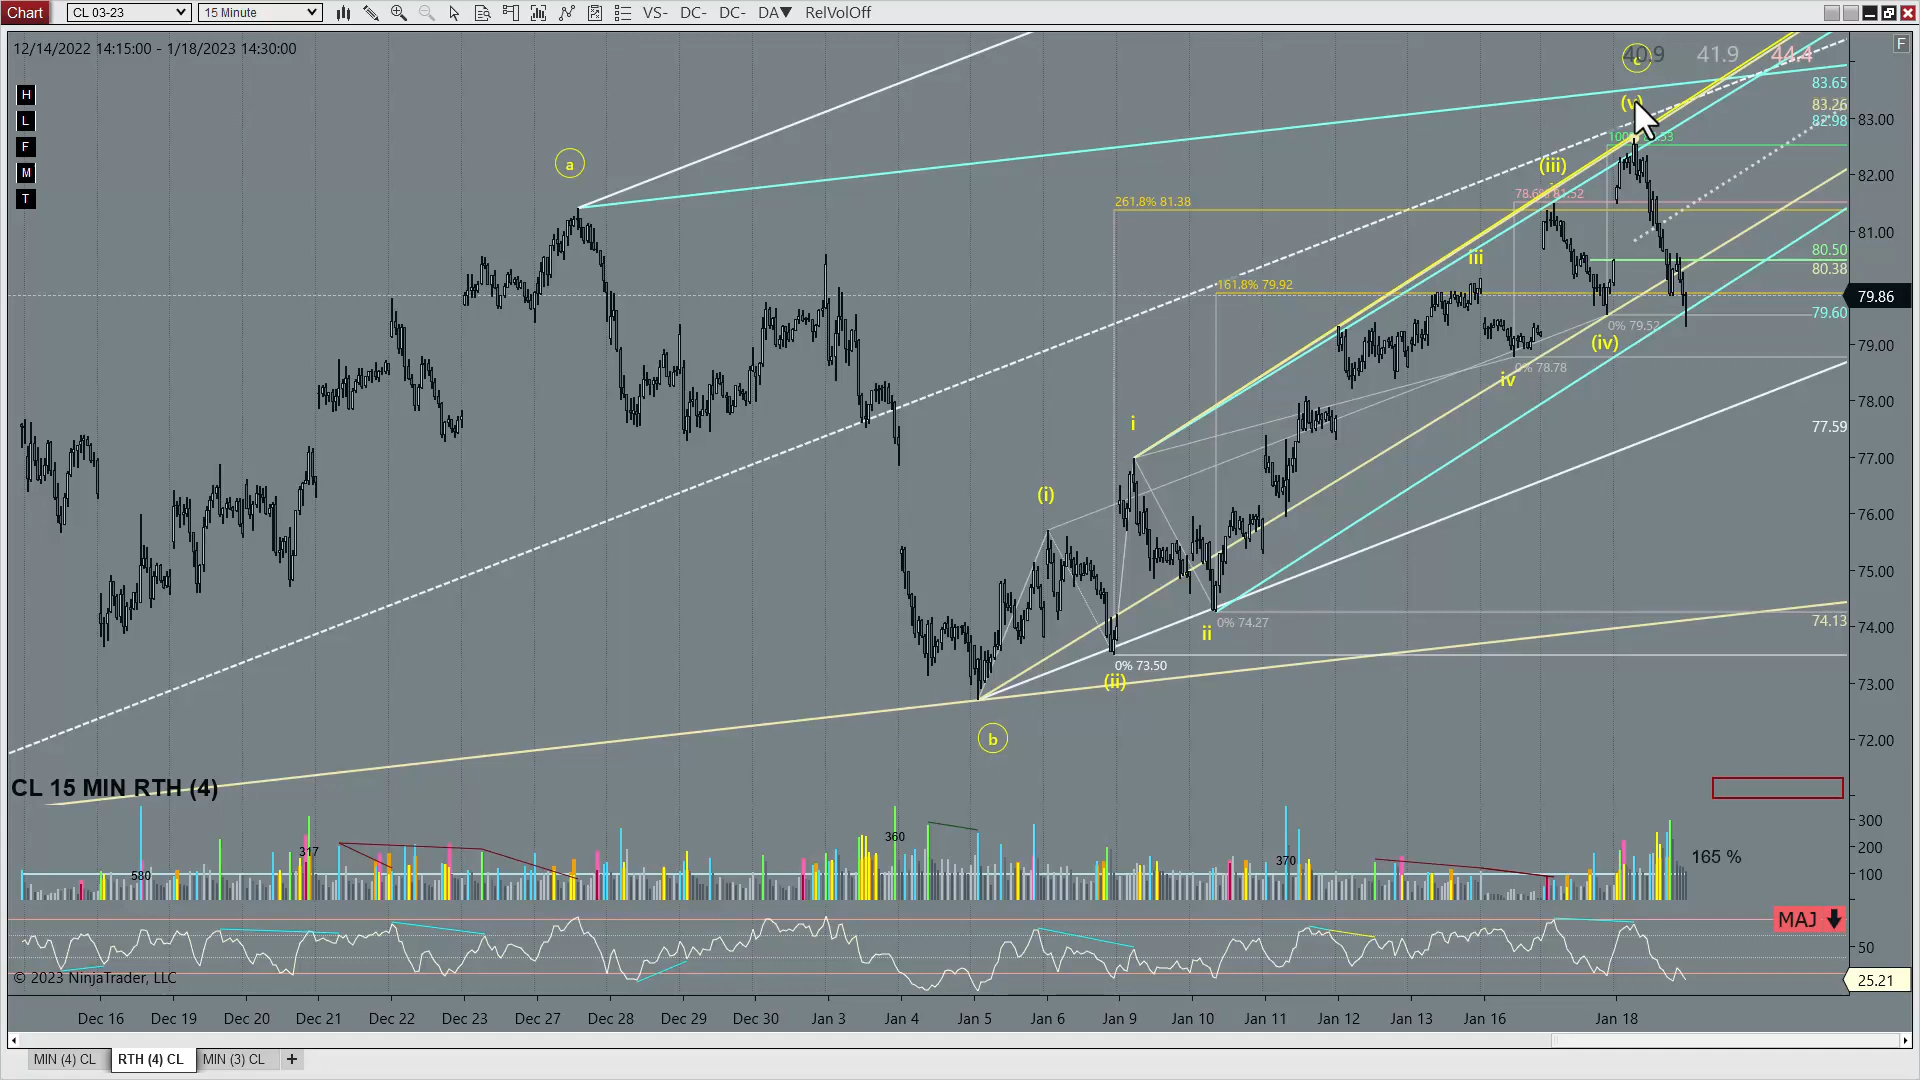 Chart CL 03-23 15 Minute VS- DC- DC- DA▼ RelVolOff
12/14/2022 14:15:00 - 1/18/2023 14:30:00
F
H
L
F
M
T
40.9 41.9 44.4
c
(v)
83.65
83.26
82.98
83.00
82.00
81.00
80.50
80.38
79.86
79.60
79.00
78.00
77.59
77.00
76.00
75.00
74.13
74.00
73.00
72.00
a
(iii)
78.6% 81.52
261.8% 81.38
iii
161.8% 79.92
0% 79.52
(iv)
0% 78.78
iv
i
(i)
0% 74.27
ii
0% 73.50
(ii)
b
CL 15 MIN RTH (4)
317
580
360
370
300
200
100
165 %
MAJ
50
25.21
© 2023 NinjaTrader, LLC
Dec 16 Dec 19 Dec 20 Dec 21 Dec 22 Dec 23 Dec 27 Dec 28 Dec 29 Dec 30 Jan 3 Jan 4 Jan 5 Jan 6 Jan 9 Jan 10 Jan 11 Jan 12 Jan 13 Jan 16 Jan 18
MIN (4) CL RTH (4) CL MIN (3) CL +